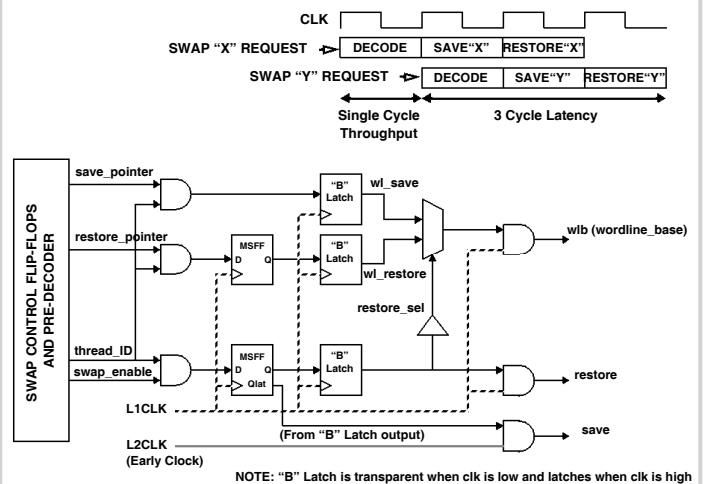 CLK
SWAP “X” REQUEST
DECODE
SAVE“X”
RESTORE“X”
SWAP “Y” REQUEST
DECODE
SAVE“Y”
RESTORE“Y”
Single Cycle
Throughput
3 Cycle Latency
SWAP CONTROL FLIP-FLOPS
AND PRE-DECODER
save_pointer
restore_pointer
thread_ID
swap_enable
L1CLK
L2CLK
(Early Clock)
MSFF
D
Q
MSFF
D
Q
Qlat
“B”
Latch
“B”
Latch
“B”
Latch
wl_save
wl_restore
restore_sel
wlb (wordline_base)
restore
save
(From “B” Latch output)
NOTE: “B” Latch is transparent when clk is low and latches when clk is high